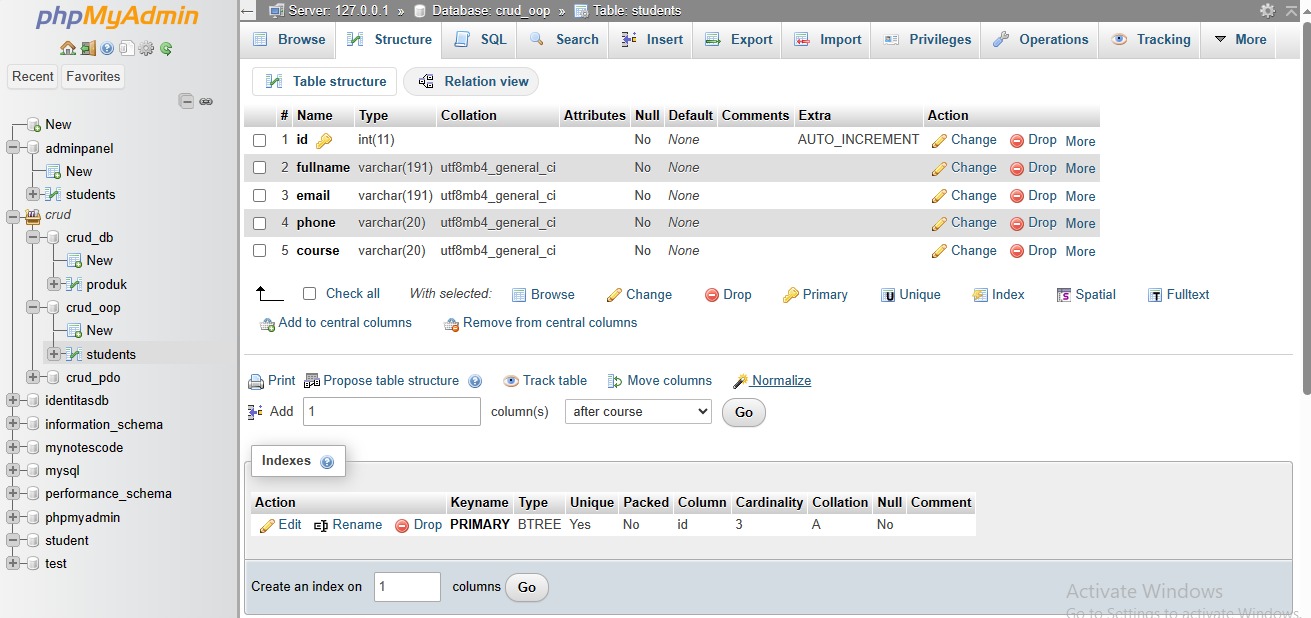 phpMyAdmin
Recent Favorites
New
adminpanel
New
students
crud
crud_db
New
produk
crud_oop
New
students
crud_pdo
identitasdb
information_schema
mynotescode
mysql
performance_schema
phpmyadmin
student
test
Server: 127.0.0.1 » Database: crud_oop » Table: students
Browse Structure SQL Search Insert Export Import Privileges Operations Tracking More
Table structure Relation view
# Name Type Collation Attributes Null Default Comments Extra Action
1 id int(11) No None AUTO_INCREMENT Change Drop More
2 fullname varchar(191) utf8mb4_general_ci No None Change Drop More
3 email varchar(191) utf8mb4_general_ci No None Change Drop More
4 phone varchar(20) utf8mb4_general_ci No None Change Drop More
5 course varchar(20) utf8mb4_general_ci No None Change Drop More
Check all With selected: Browse Change Drop Primary Unique Index Spatial Fulltext
Add to central columns Remove from central columns
Print Propose table structure Track table Move columns Normalize
Add 1 column(s) after course Go
Indexes
Action Keyname Type Unique Packed Column Cardinality Collation Null Comment
Edit Rename Drop PRIMARY BTREE Yes No id 3 A No
Create an index on 1 columns Go
Activate Windows
Go to Settings to activate Windows.